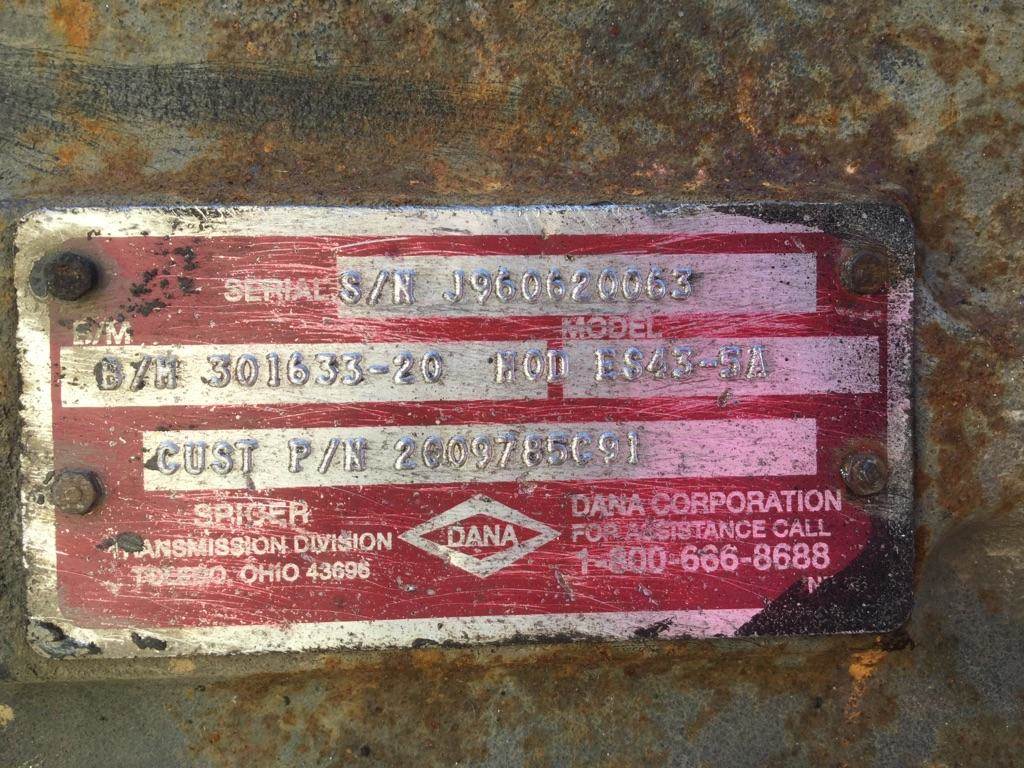 SERIAL S/N J960620063
B/M MODEL
B/M 301633-20 MOD ES43-5A
CUST P/N 2009785C91
SPICER
TRANSMISSION DIVISION
TOLEDO, OHIO 43696
DANA
DANA CORPORATION
FOR ASSISTANCE CALL
1-800-666-8688